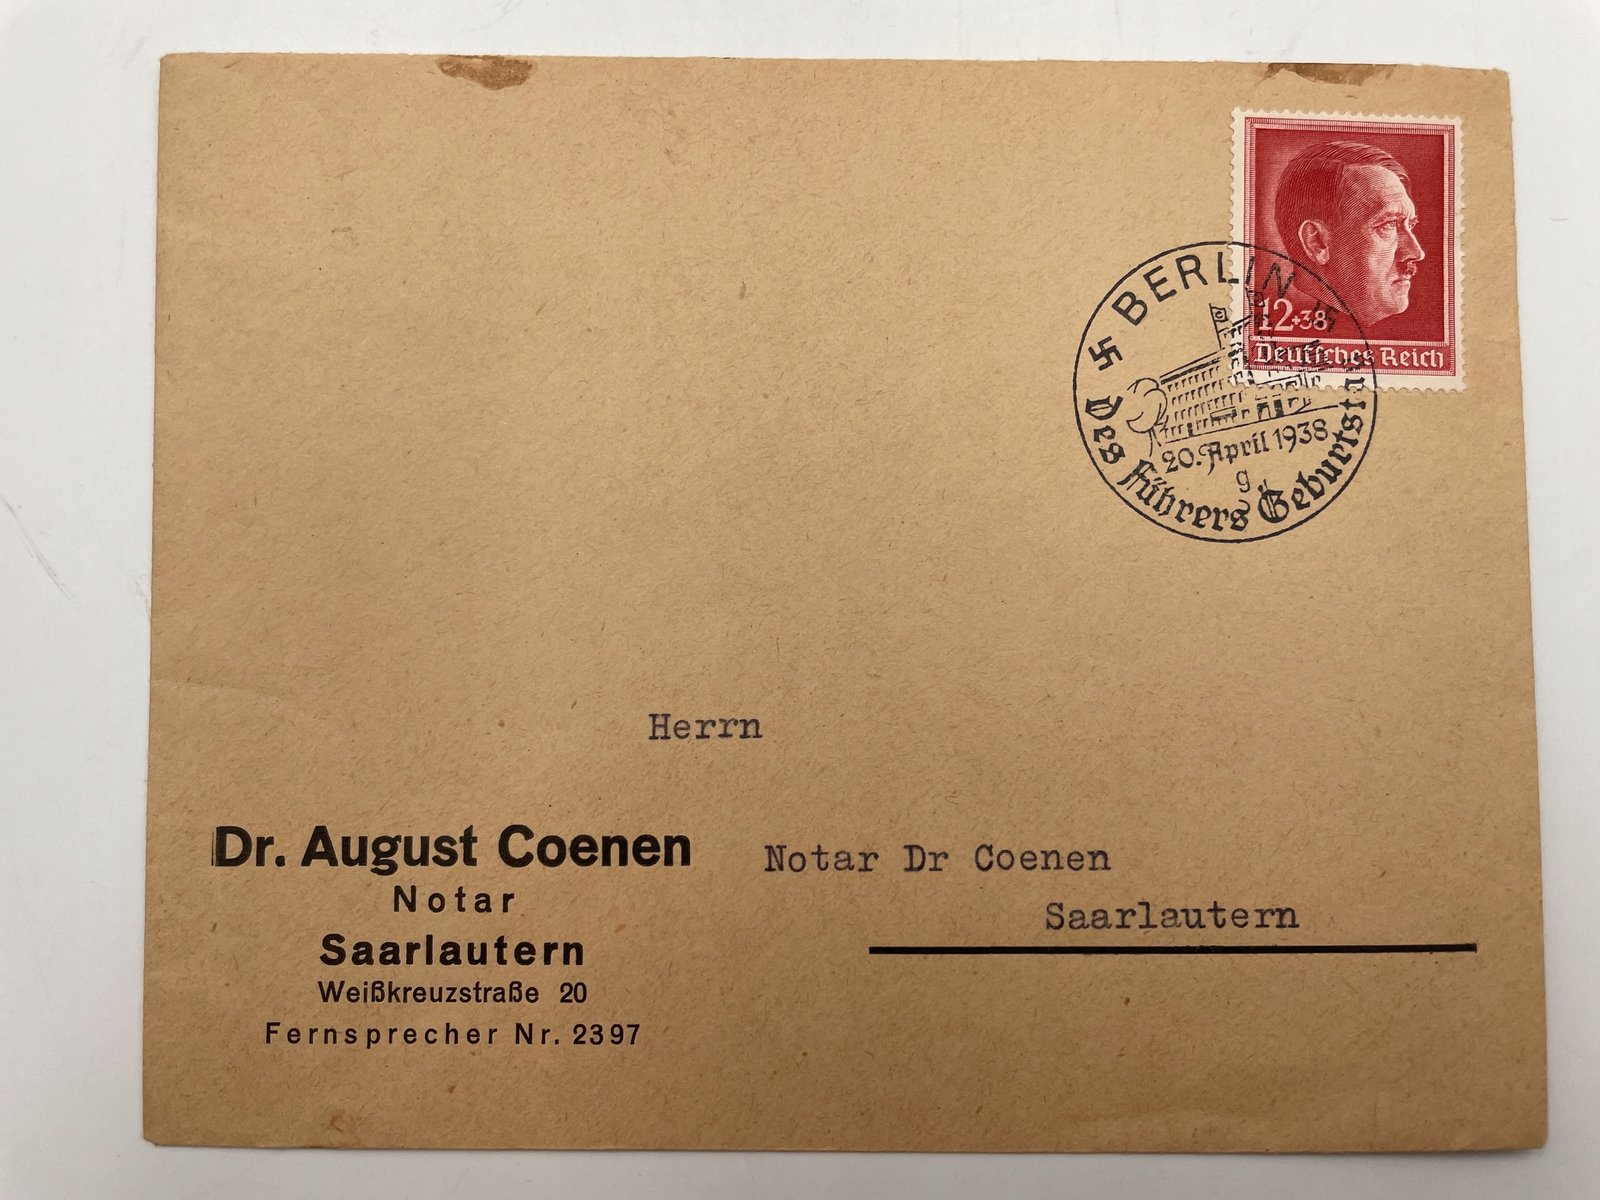 12+38
Deutsches Reich
BERLIN
20. April 1938
g
Des Führers Geburtstag
Herrn
Dr. August Coenen
Notar
Saarlautern
Weißkreuzstraße 20
Fernsprecher Nr. 2397
Notar Dr Coenen
Saarlautern